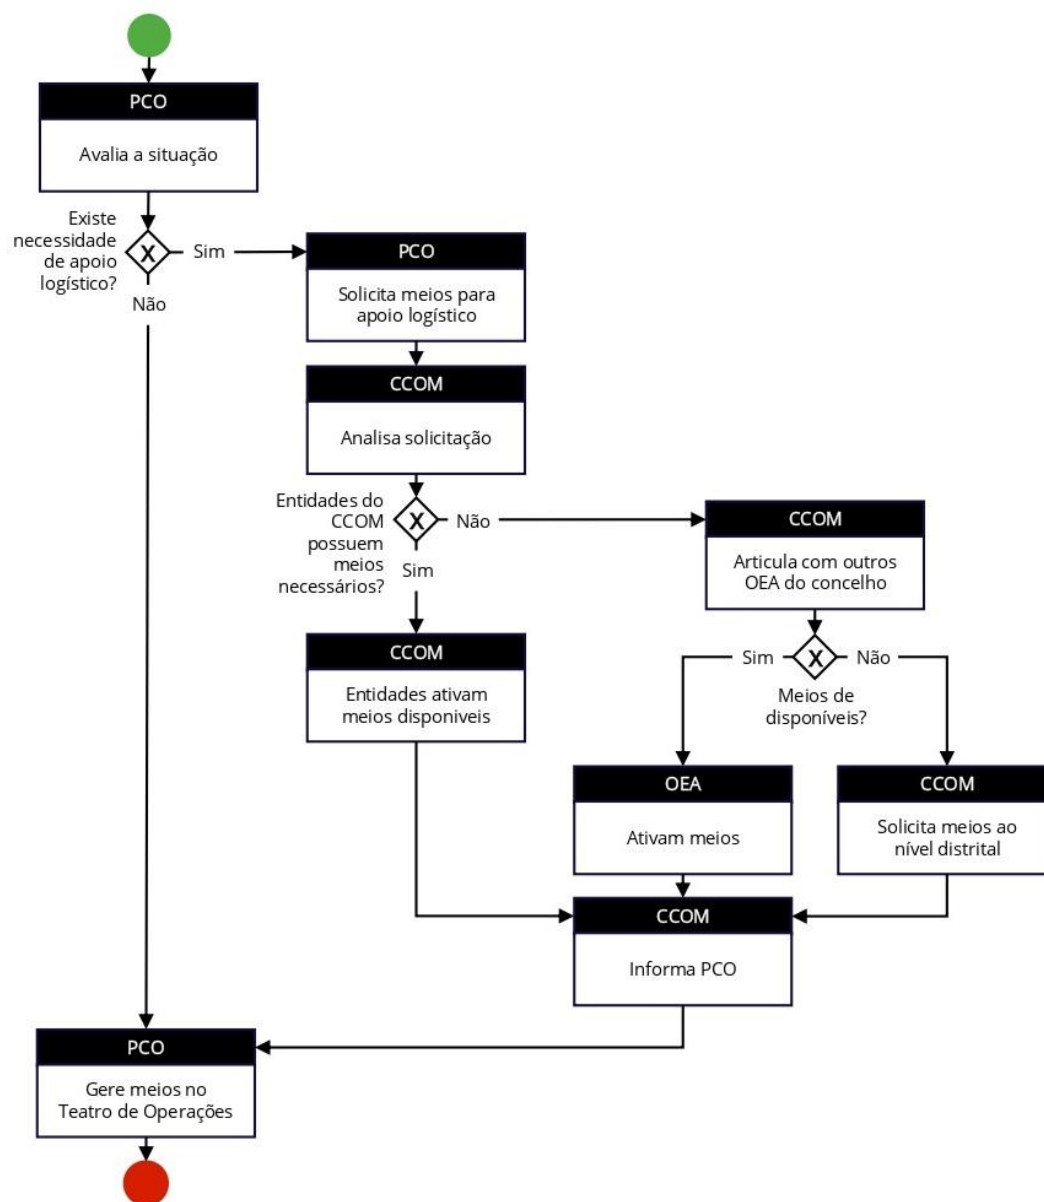 PCO
Avalia a situação
Existe
necessidade
de apoio
logístico?
Sim
Não
PCO
Solicita meios para
apoio logístico
CCOM
Analisa solicitação
Entidades do
CCOM
possuem
meios
necessários?
X
X
Não
Sim
CCOM
Articula com outros
OEA do concelho
X
Sim
Não
Meios de
disponíveis?
CCOM
Entidades ativam
meios disponiveis
OEA
Ativam meios
CCOM
Solicita meios ao
nível distrital
CCOM
Informa PCO
PCO
Gere meios no
Teatro de Operações